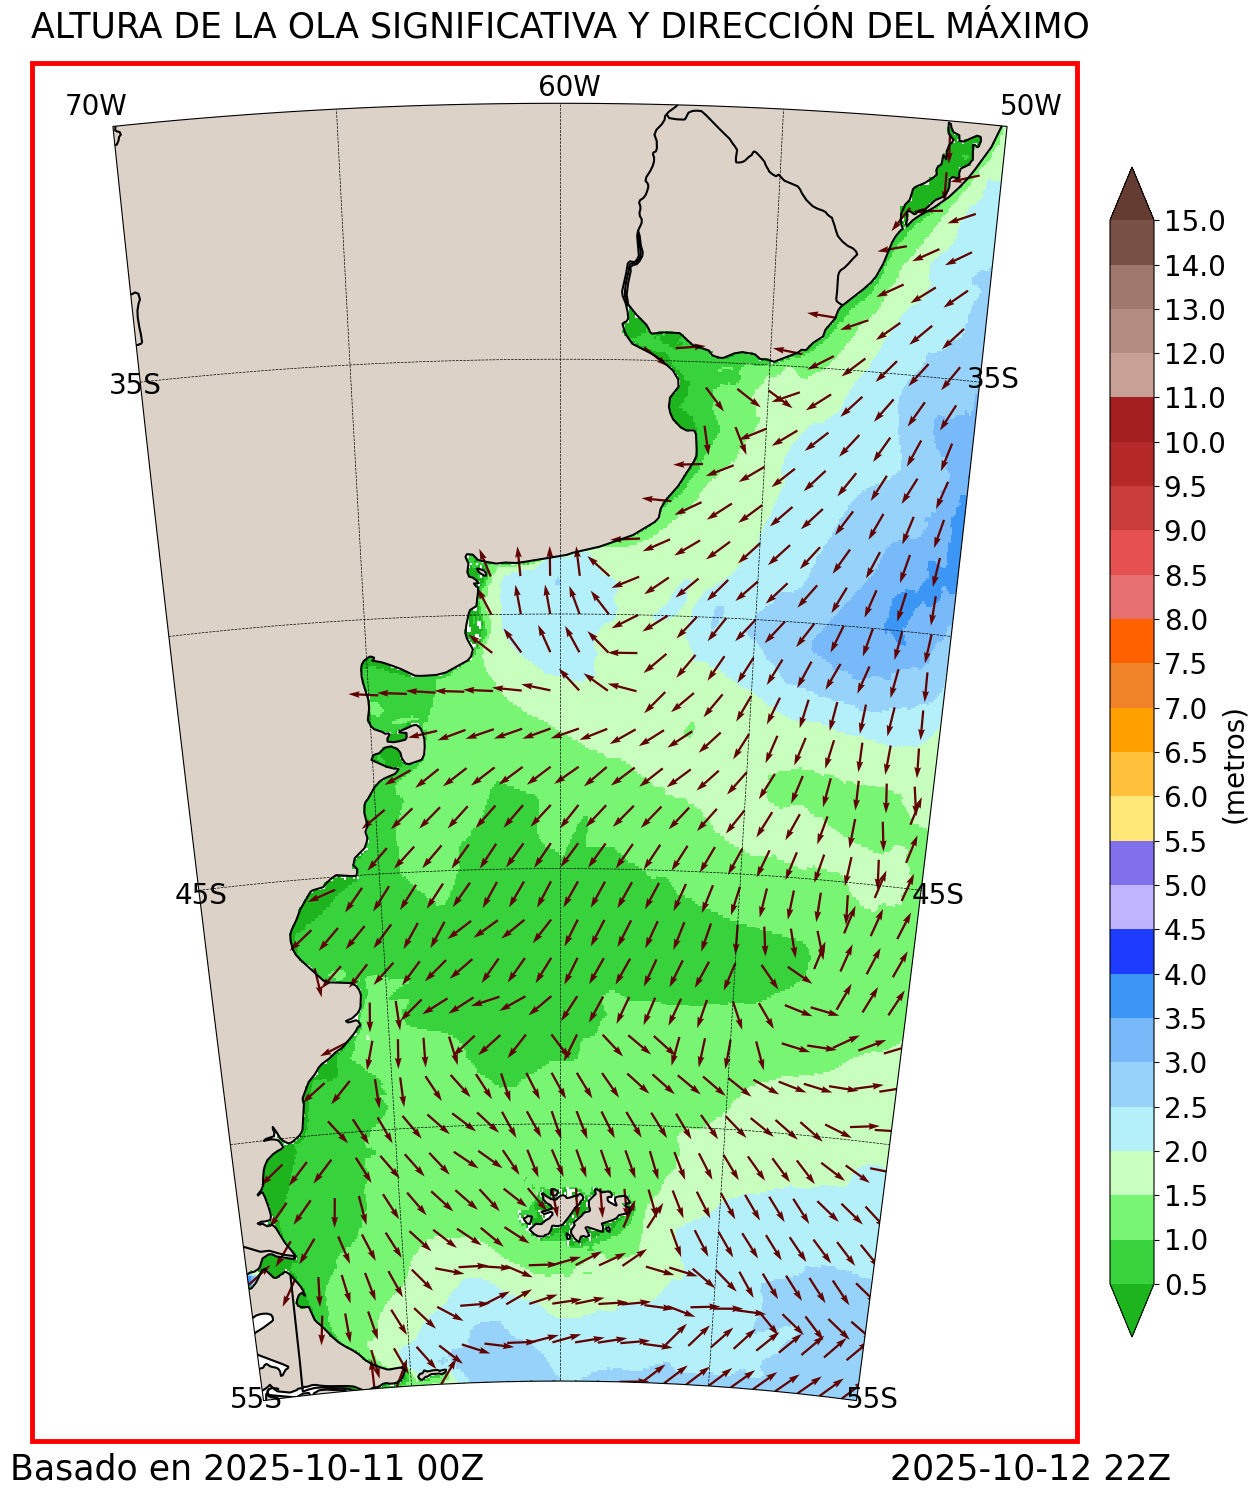 ALTURA DE LA OLA SIGNIFICATIVA Y DIRECCIÓN DEL MÁXIMO
70W
60W
50W
35S
35S
45S
45S
55S
55S
15.0
14.0
13.0
12.0
11.0
10.0
9.5
9.0
8.5
8.0
7.5
7.0
6.5
6.0
5.5
5.0
4.5
4.0
3.5
3.0
2.5
2.0
1.5
1.0
0.5
(metros)
Basado en 2025-10-11 00Z
2025-10-12 22Z